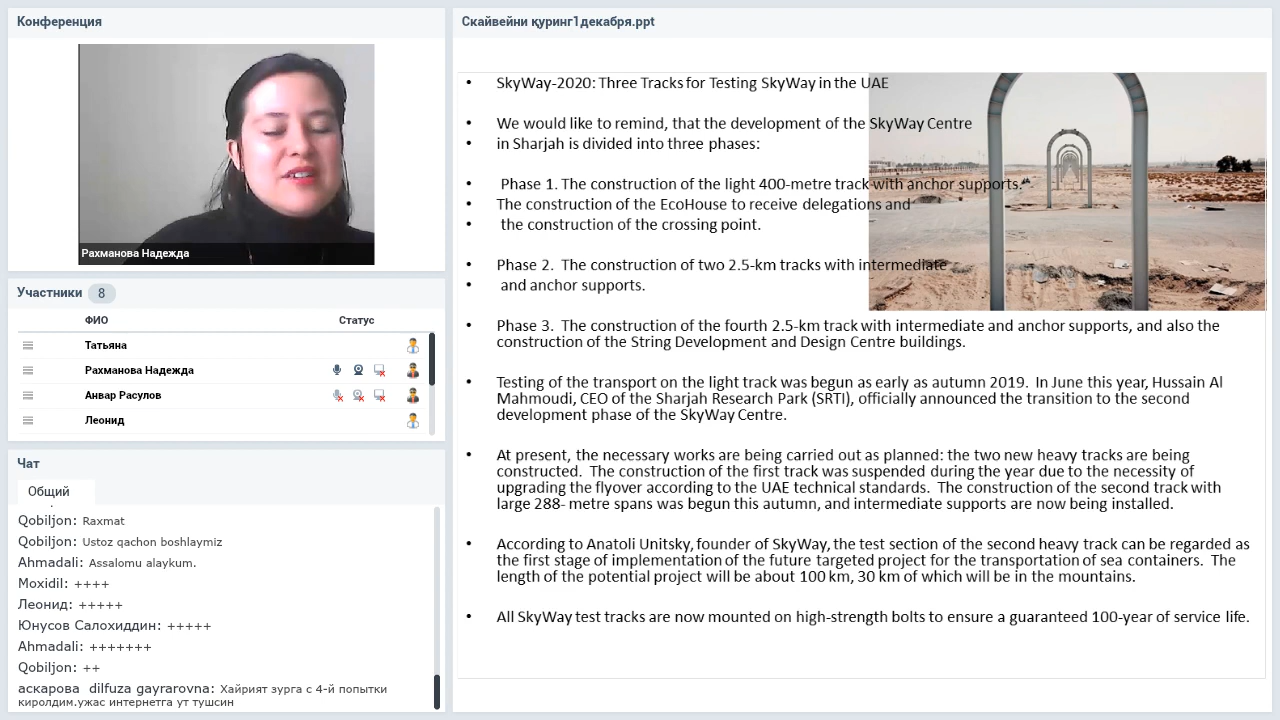 Конференция
Рахманова Надежда
Участники 8
ФИО Статус
Татьяна
Рахманова Надежда
Анвар Расулов
Леонид
Чат
Общий
Qobiljon: Raxmat
Qobiljon: Ustoz qachon boshlaymiz
Ahmadali: Assalomu alaykum.
Moxidil: ++++
Леонид: +++++
Юнусов Салохиддин: +++++
Ahmadali: +++++++
Qobiljon: ++
аскарова dilfuza gayrarovna: Хайрият зурга с 4-й попытки
киролдим.ужас интернетга ут тушсин
Скайвейни қуринг1декабря.ppt
• SkyWay-2020: Three Tracks for Testing SkyWay in the UAE
• We would like to remind, that the development of the SkyWay Centre
• in Sharjah is divided into three phases:
• Phase 1. The construction of the light 400-metre track with anchor supports.
• The construction of the EcoHouse to receive delegations and
• the construction of the crossing point.
• Phase 2. The construction of two 2.5-km tracks with intermediate
• and anchor supports.
• Phase 3. The construction of the fourth 2.5-km track with intermediate and anchor supports, and also the
construction of the String Development and Design Centre buildings.
• Testing of the transport on the light track was begun as early as autumn 2019. In June this year, Hussain Al
Mahmoudi, CEO of the Sharjah Research Park (SRTI), officially announced the transition to the second
development phase of the SkyWay Centre.
• At present, the necessary works are being carried out as planned: the two new heavy tracks are being
constructed. The construction of the first track was suspended during the year due to the necessity of
upgrading the flyover according to the UAE technical standards. The construction of the second track with
large 288- metre spans was begun this autumn, and intermediate supports are now being installed.
• According to Anatoli Unitsky, founder of SkyWay, the test section of the second heavy track can be regarded as
the first stage of implementation of the future targeted project for the transportation of sea containers. The
length of the potential project will be about 100 km, 30 km of which will be in the mountains.
• All SkyWay test tracks are now mounted on high-strength bolts to ensure a guaranteed 100-year of service life.